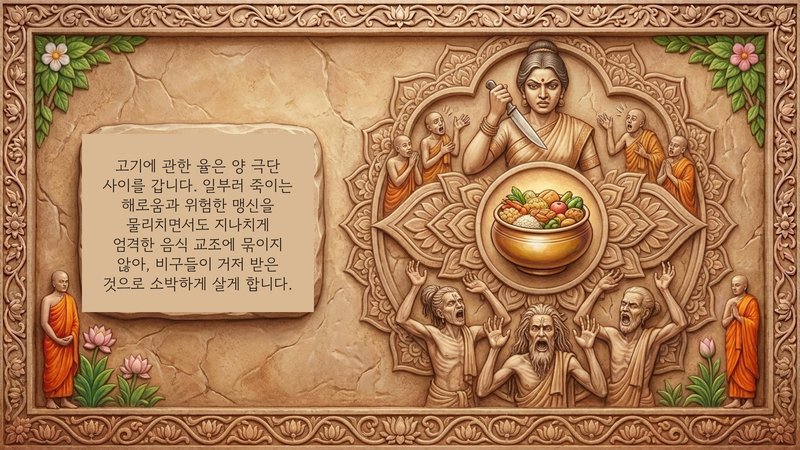 고기에 관한 율은 양 극단
사이를 갑니다. 일부러 죽이는
해로움과 위험한 맹신을
물리치면서도 지나치게
엄격한 음식 교조에 묶이지
않아, 비구들이 거저 받은
것으로 소박하게 살게 합니다.